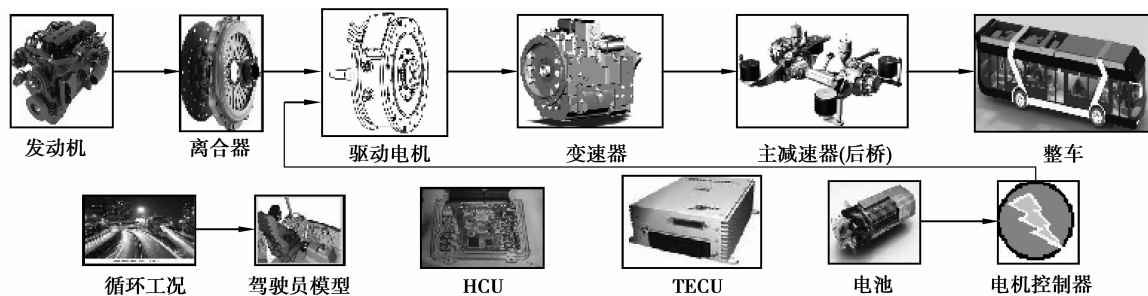 发动机
离合器
驱动电机
变速器
主减速器(后桥)
整车
循环工况
驾驶员模型
HCU
TECU
电池
电机控制器